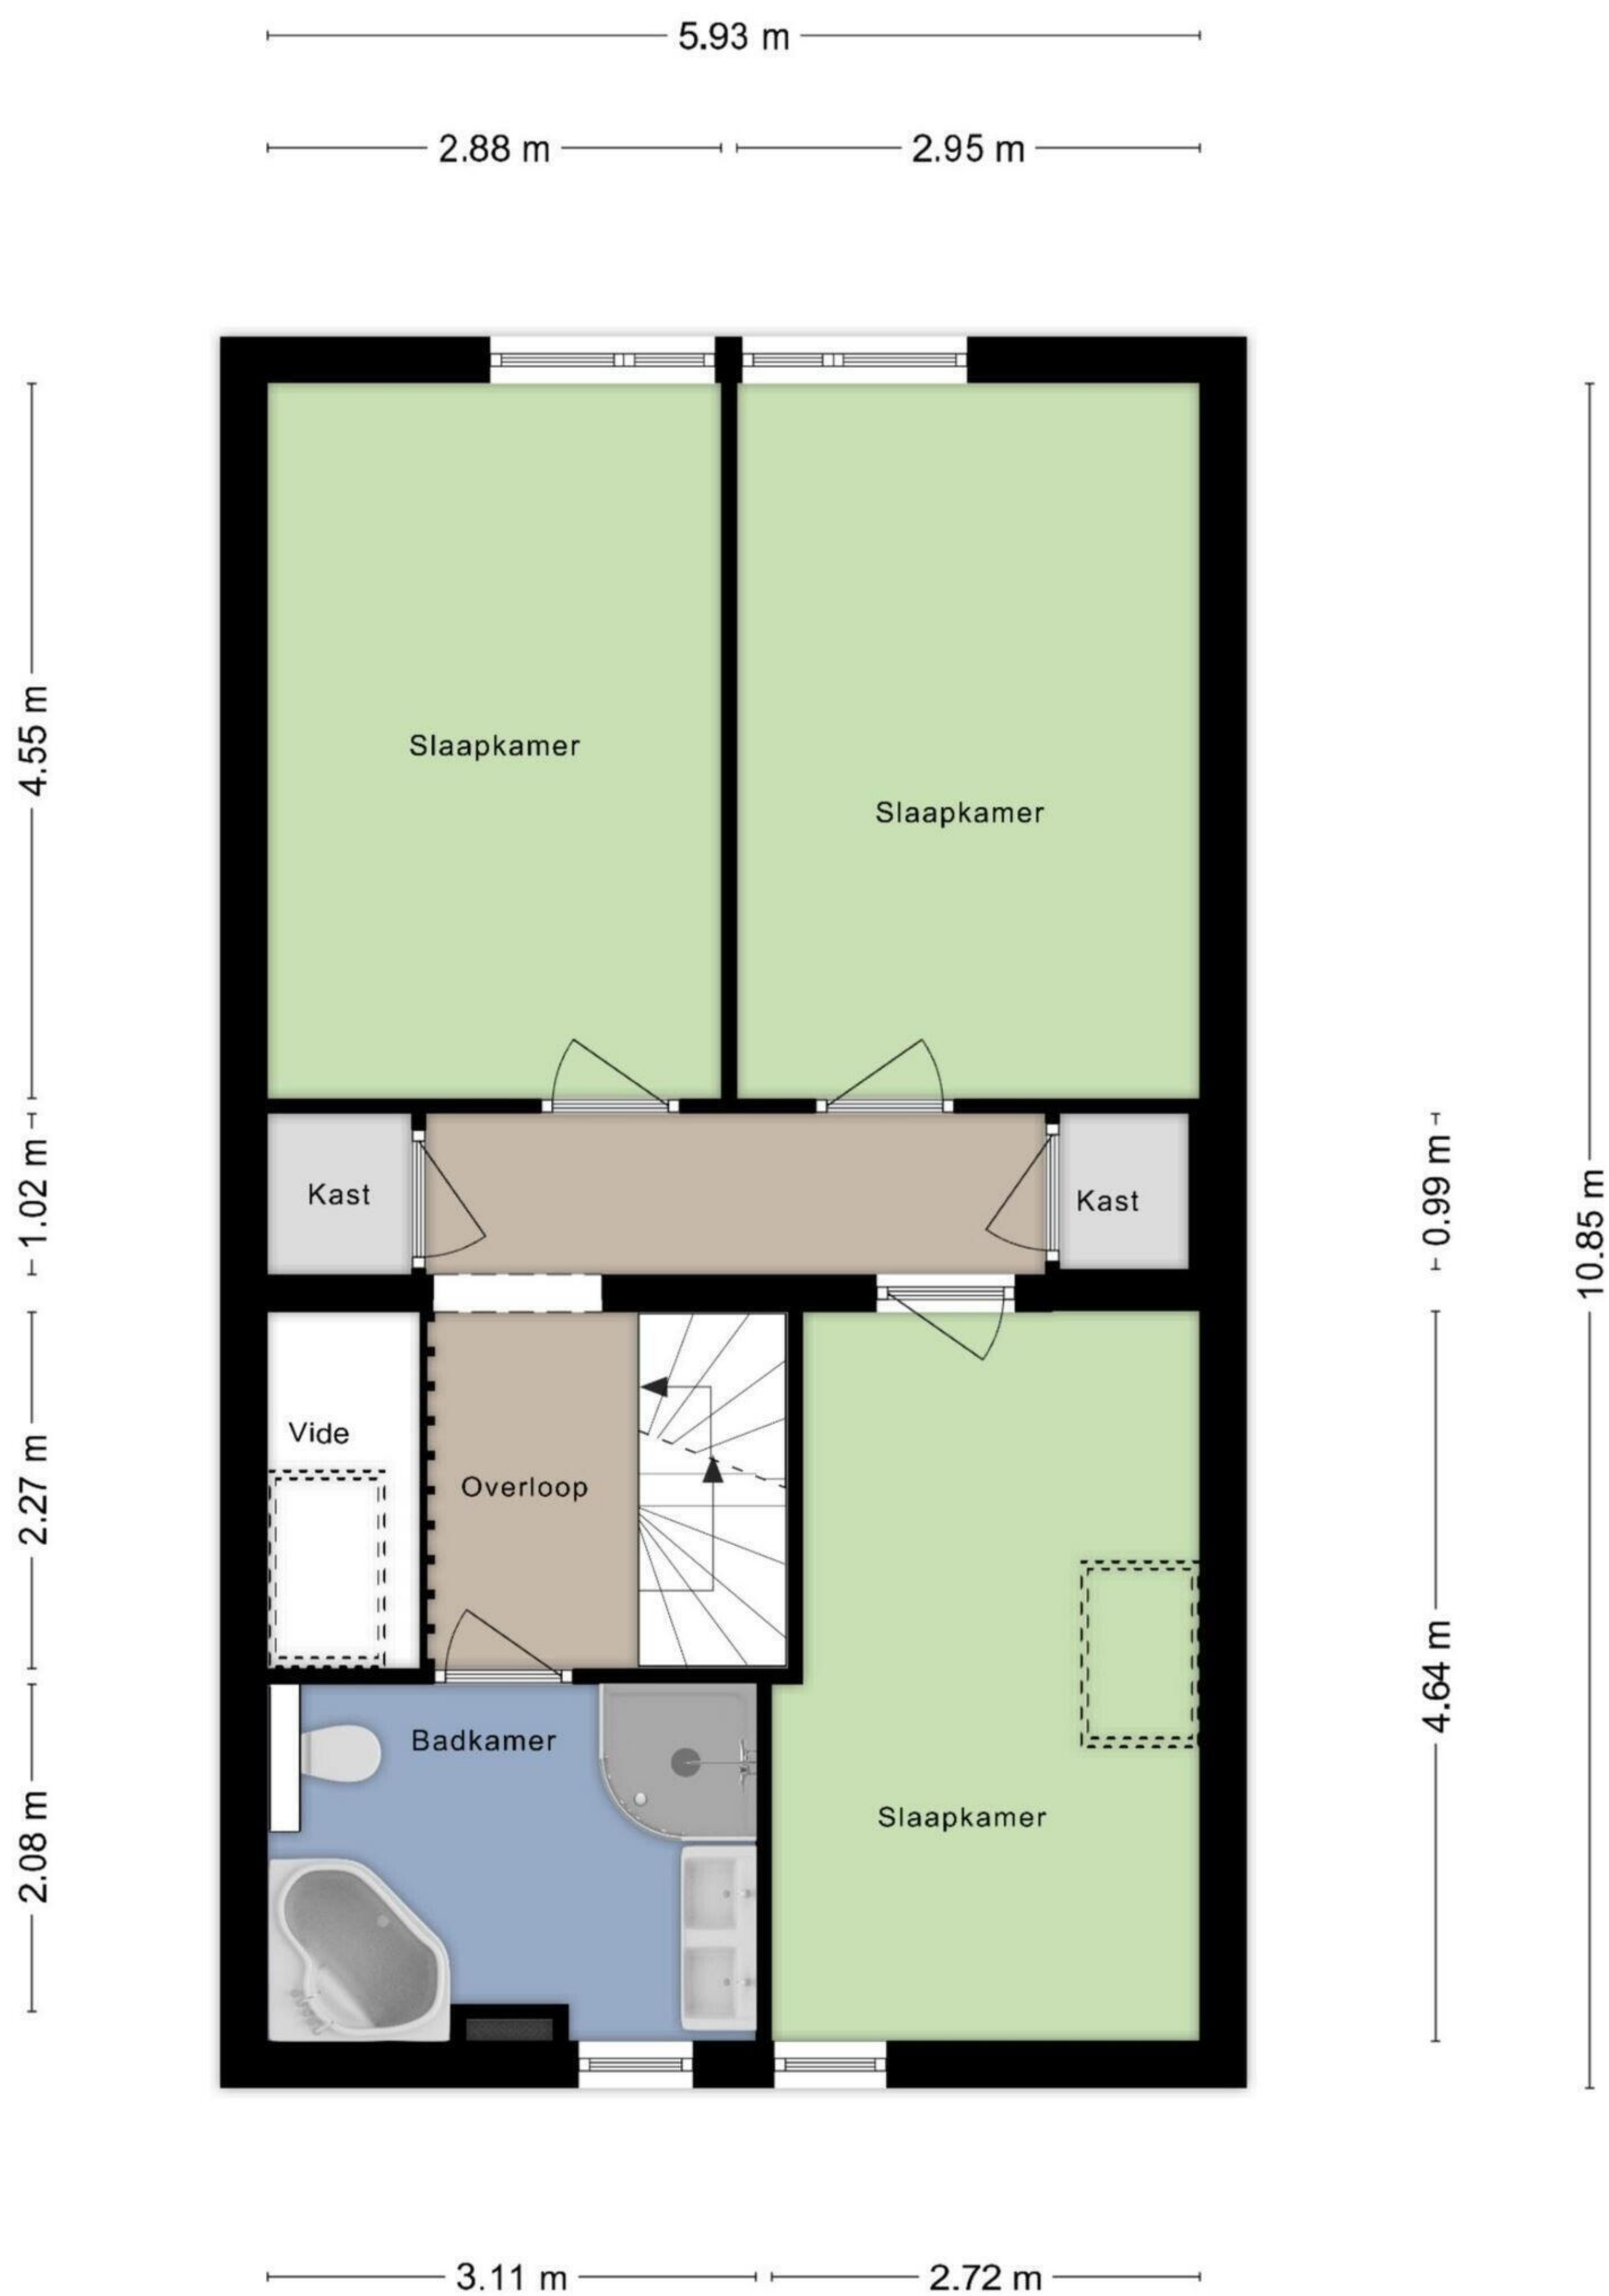 5.93 m
2.88 m
2.95 m
4.55 m
Slaapkamer
Slaapkamer
1.02 m
Kast
Kast
0.99 m
10.85 m
2.27 m
Vide
Overloop
4.64 m
2.08 m
Badkamer
Slaapkamer
3.11 m
2.72 m